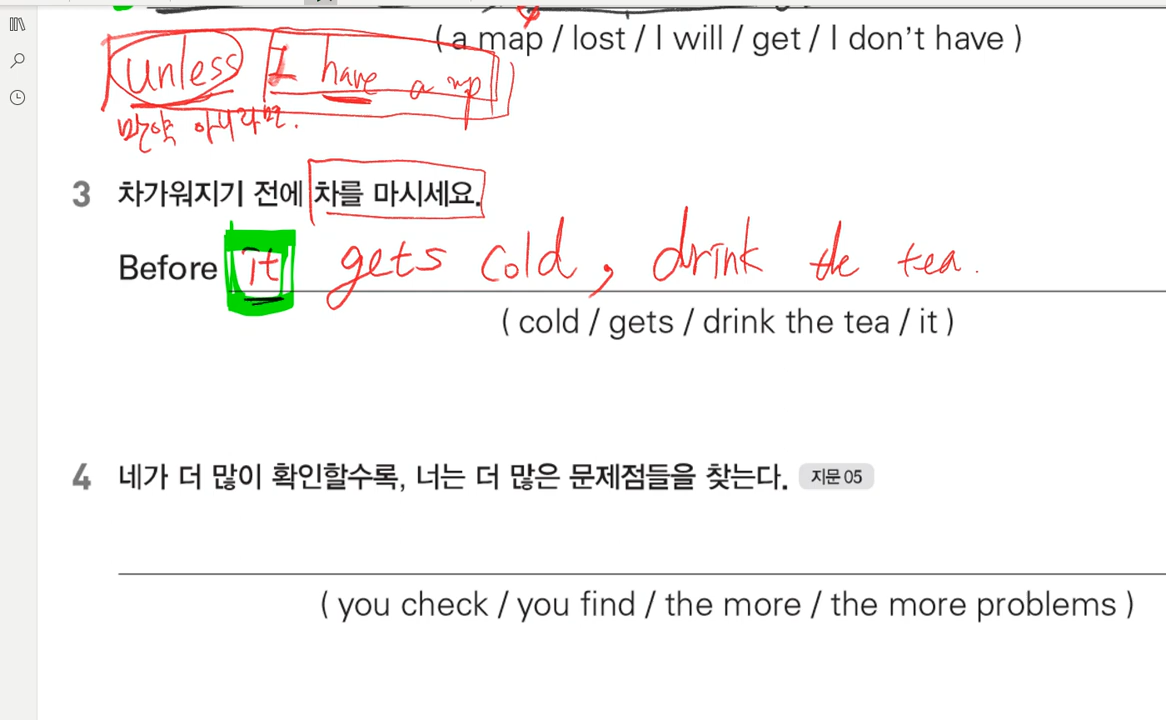 ( a map / lost / I will / get / I don't have )
unless I have a map
만약 아니라면.
3 차가워지기 전에 차를 마시세요.
Before it gets cold, drink the tea.
( cold / gets / drink the tea / it )
4 네가 더 많이 확인할수록, 너는 더 많은 문제점들을 찾는다. 지문 05
( you check / you find / the more / the more problems )